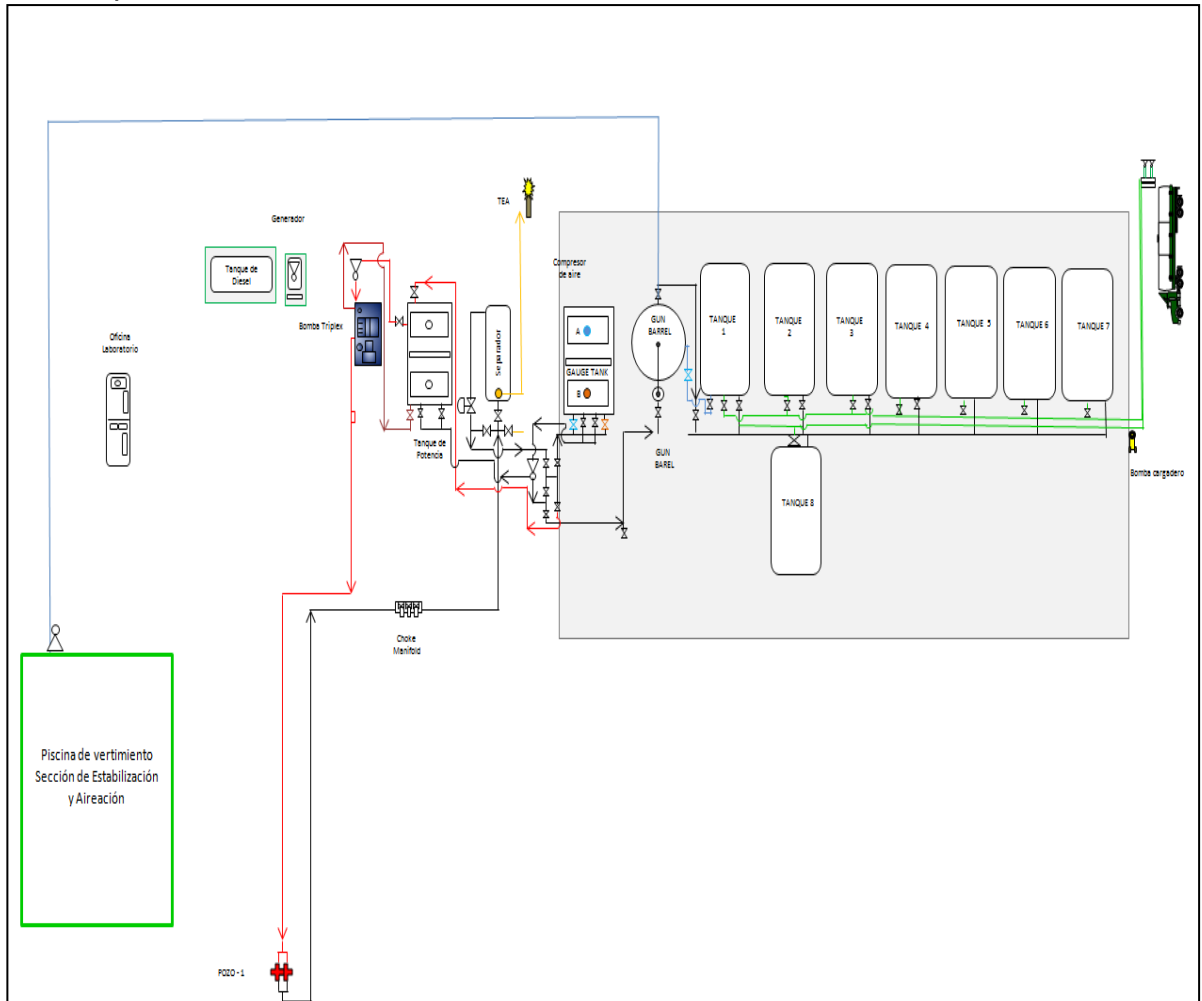 TEA
Generador
Tanque de
Diesel
Bomba Triplex
Oficina
Laboratorio
Separador
Tanque de
Potencia
Compresor
de aire
A
GAUGE TANK
B
GUN
BARREL
GUN
BAREL
TANQUE
1
TANQUE
2
TANQUE
3
TANQUE 4
TANQUE 5
TANQUE 6
TANQUE 7
TANQUE 8
Bomba cargadero
Choke
Manifold
Piscina de vertimiento
Sección de Estabilización
y Aireación
POZO - 1